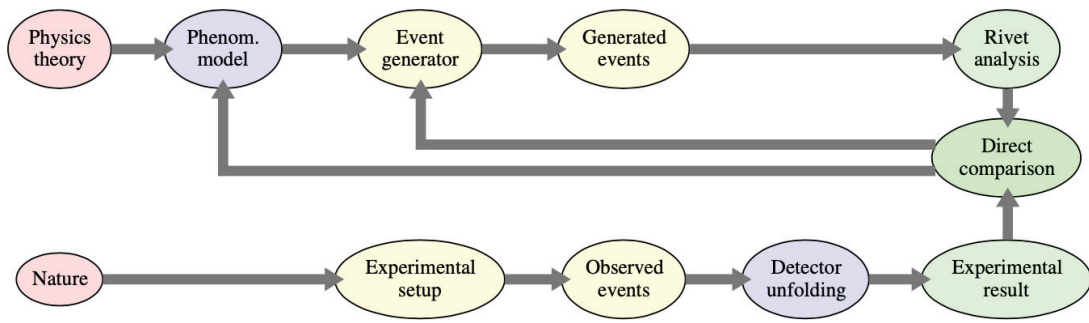 Physics
theory
Phenom.
model
Event
generator
Generated
events
Rivet
analysis
Direct
comparison
Nature
Experimental
setup
Observed
events
Detector
unfolding
Experimental
result